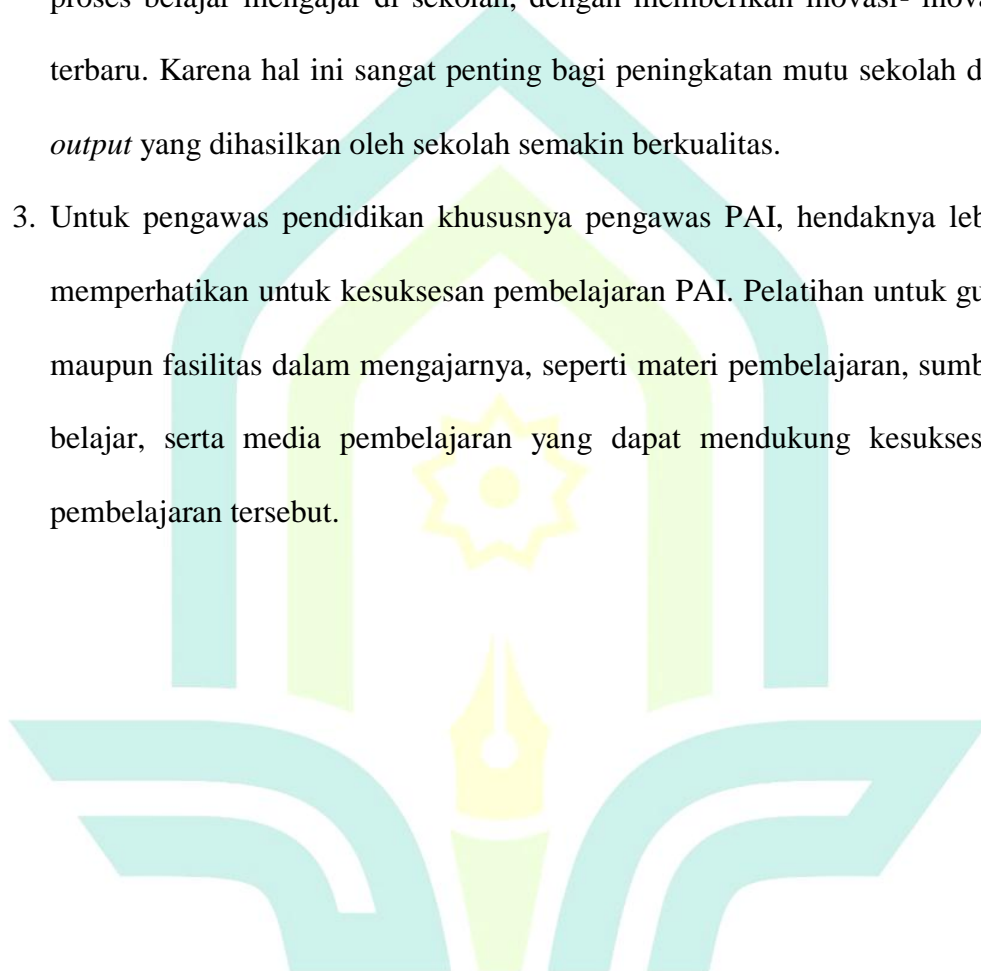 proses belajar mengajar di sekolah, dengan memberikan inovasi- inova
terbaru. Karena hal ini sangat penting bagi peningkatan mutu sekolah d
output yang dihasilkan oleh sekolah semakin berkualitas.
3. Untuk pengawas pendidikan khususnya pengawas PAI, hendaknya leb
memperhatikan untuk kesuksesan pembelajaran PAI. Pelatihan untuk gu
maupun fasilitas dalam mengajarnya, seperti materi pembelajaran, sumb
belajar, serta media pembelajaran yang dapat mendukung kesukses
pembelajaran tersebut.